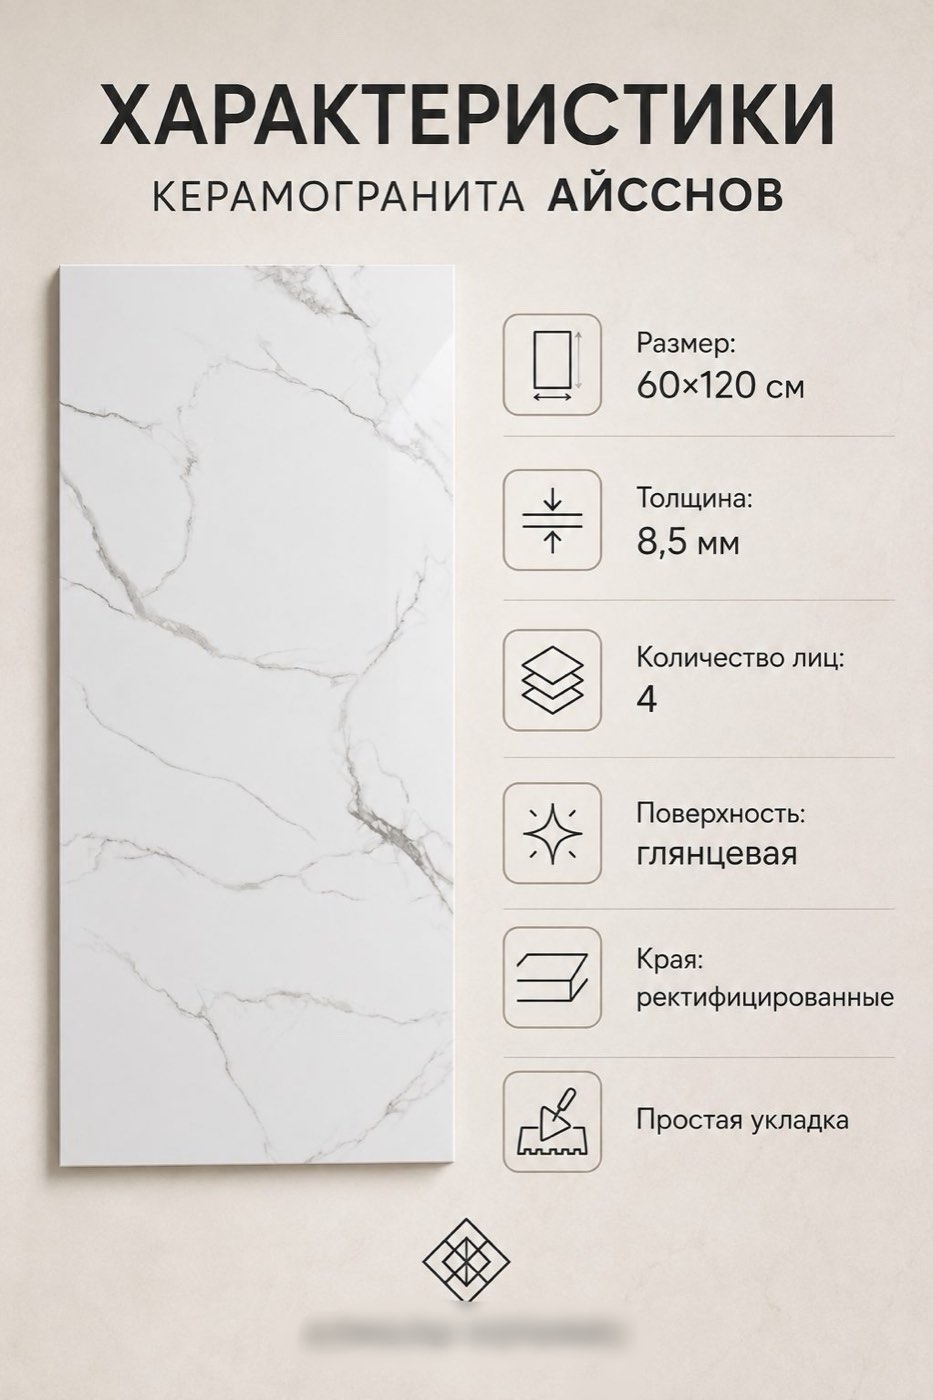 ХАРАКТЕРИСТИКИ
КЕРАМОГРАНИТА АЙССНОВ
Размер:
60×120 см
Толщина:
8,5 мм
Количество лиц:
4
Поверхность:
глянцевая
Края:
ректифицированные
Простая укладка